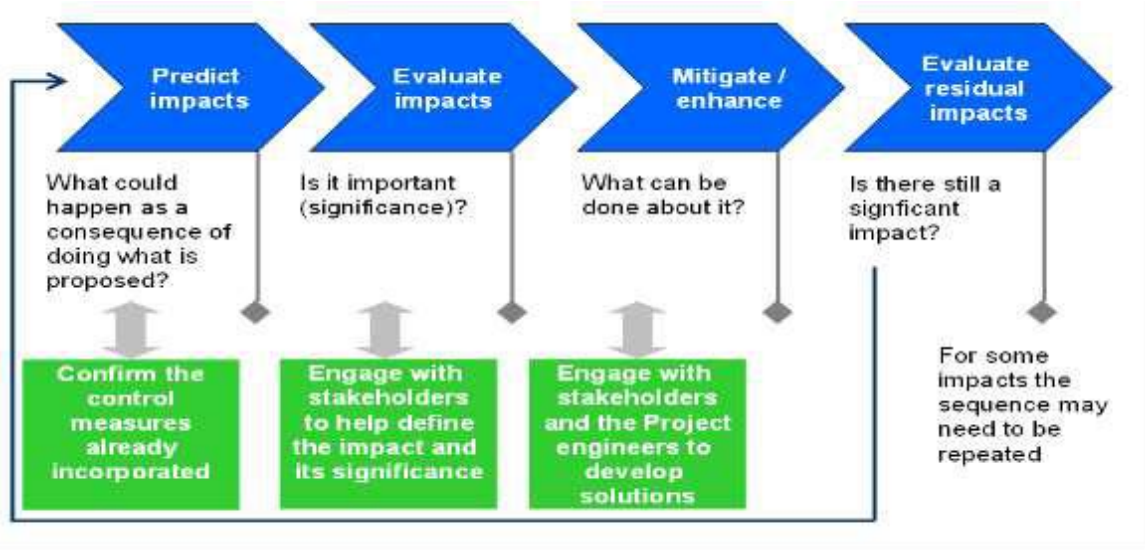 Predict
impacts
Evaluate
impacts
Mitigate /
enhance
Evaluate
residual
impacts
What could
happen as a
consequence of
doing what is
proposed?
Is it important
(significance)?
What can be
done about it?
Is there still a
signficant
impact?
Confirm the
control
measures
already
incorporated
Engage with
stakeholders
to help define
the impact and
its significance
Engage with
stakeholders
and the Project
engineers to
develop
solutions
For some
impacts the
sequence may
need to be
repeated